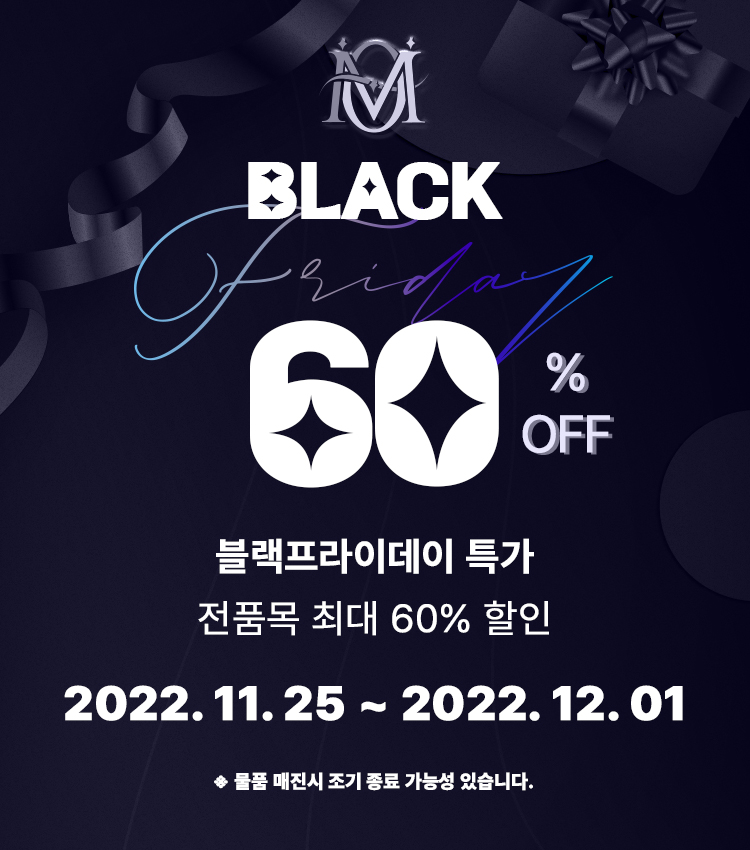 BLACK
Friday
60
%
OFF
블랙프라이데이 특가
전품목 최대 60% 할인
2022. 11. 25 ~ 2022. 12. 01
※ 물품 매진시 조기 종료 가능성 있습니다.